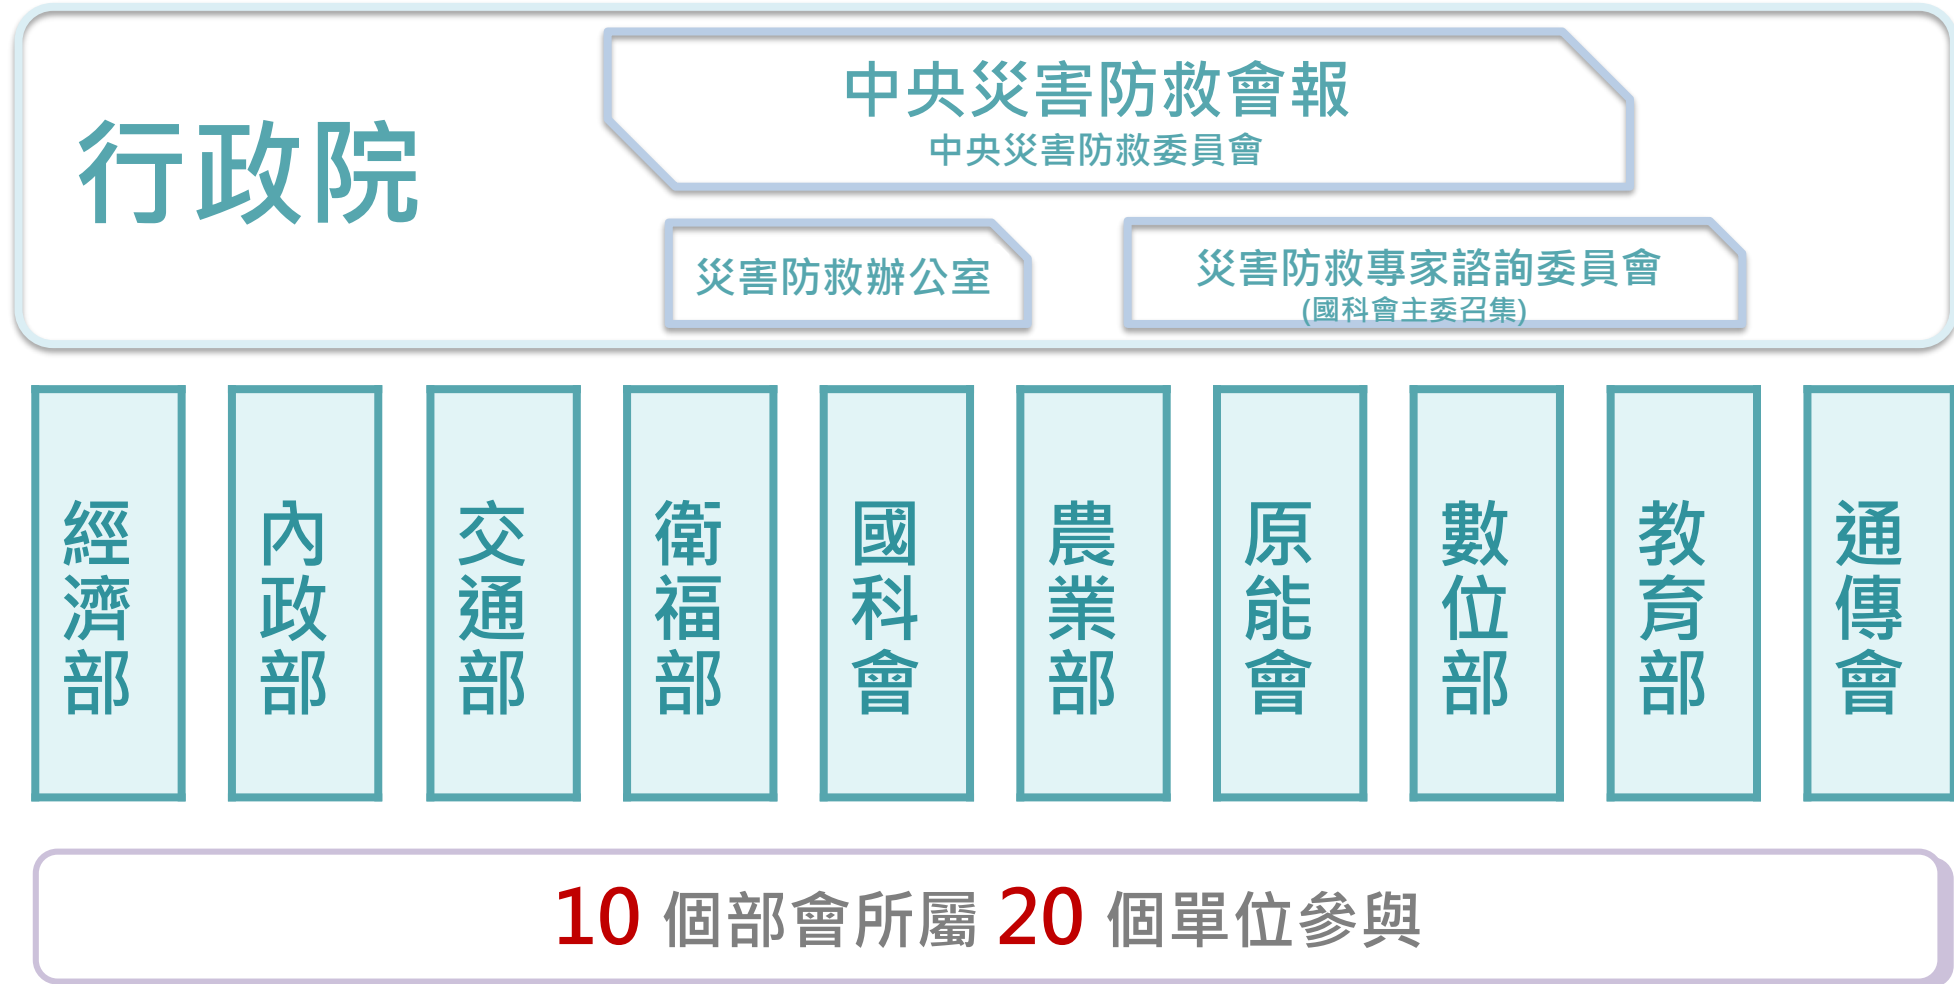 行政院
中央災害防救會報
中央災害防救委員會
災害防救辦公室
災害防救專家諮詢委員會
(國科會主委召集)
經濟部
內政部
交通部
衛福部
國科會
農業部
原能會
數位部
教育部
通傳會
10 個部會所屬 20 個單位參與